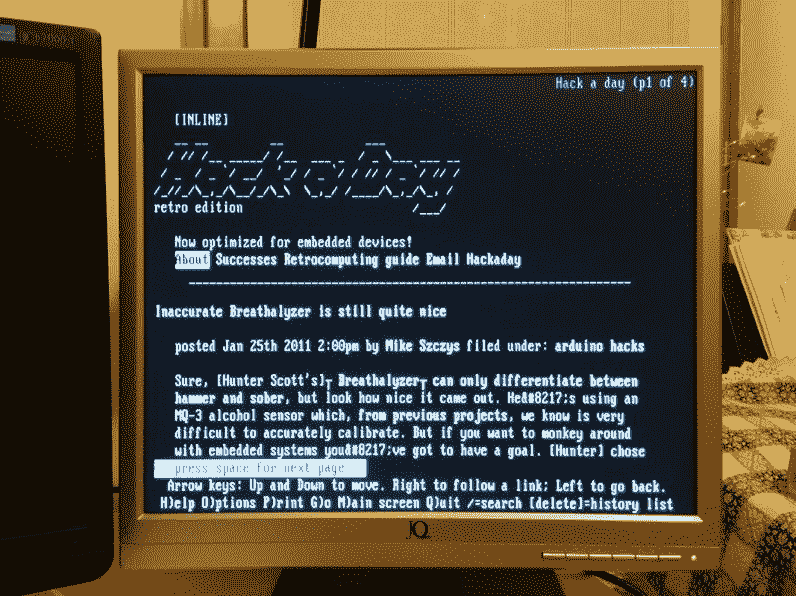 Hack a day (p1 of 4)
[INLINE]
Hack a Day
retro edition
Now optimized for embedded devices!
About Successes Retrocomputing guide Email Hackaday
Inaccurate Breathalyzer is still quite nice
posted Jan 25th 2011 2:00pm by Mike Szczys filed under: arduino hacks
Sure, [Hunter Scott's]┬ Breathalyzer┬ can only differentiate between
hammer and sober, but look how nice it came out. He&#8217;s using an
MQ-3 alcohol sensor which, from previous projects, we know is very
difficult to accurately calibrate. But if you want to monkey around
with embedded systems you&#8217;ve got to have a goal. [Hunter] chose
press space for next page
Arrow keys: Up and Down to move. Right to follow a link; Left to go back.
H)elp O)ptions P)rint G)o M)ain screen Q)uit /=search [delete]=history list